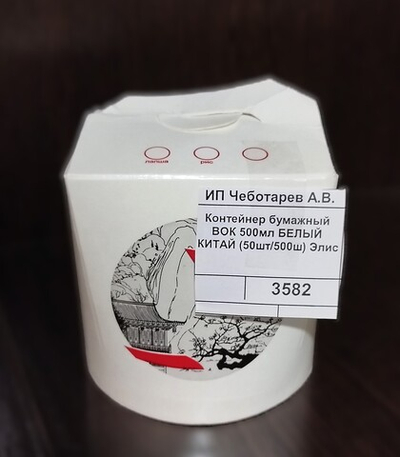 лапша рис
ИП Чеботарев А.В.
Контейнер бумажный
ВОК 500мл БЕЛЫЙ
КИТАЙ (50шт/500ш) Элис
3582